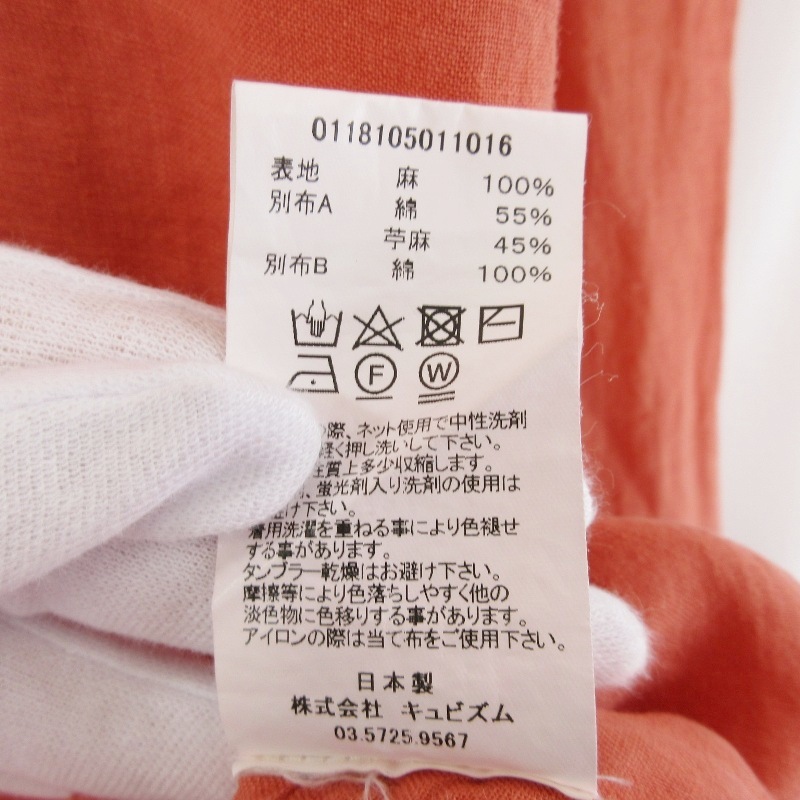 0118105011016
表地 麻 100%
別布A 綿 55%
苧麻 45%
別布B 綿 100%
F W
際、ネット使用で中性洗剤
軽く押し洗いして下さい。
性質上多少収縮します。
、蛍光剤入り洗剤の使用は
避け下さい。
着用洗濯を重ねる事により色褪せ
する事があります。
タンブラー乾燥はお避け下さい。
摩擦等により色落ちしやすく他の
淡色物に色移りする事があります。
アイロンの際は当て布をご使用下さい。
日本製
株式会社 キュビズム
03.5725.9567